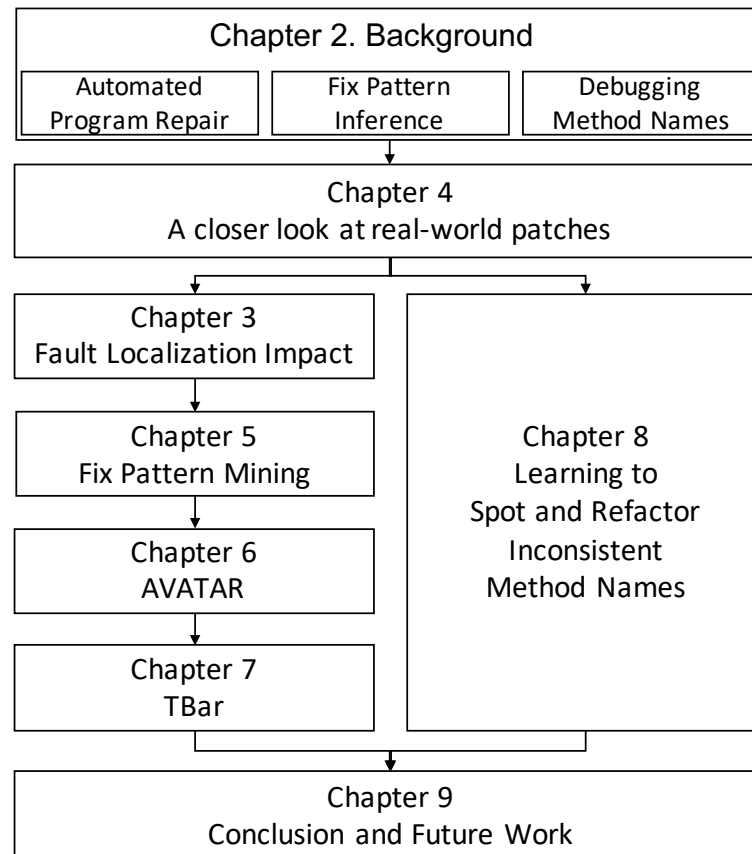 Chapter 2. Background
Automated
Program Repair
Fix Pattern
Inference
Debugging
Method Names
Chapter 4
A closer look at real-world patches
Chapter 3
Fault Localization Impact
Chapter 5
Fix Pattern Mining
Chapter 6
AVATAR
Chapter 7
TBar
Chapter 8
Learning to
Spot and Refactor
Inconsistent
Method Names
Chapter 9
Conclusion and Future Work